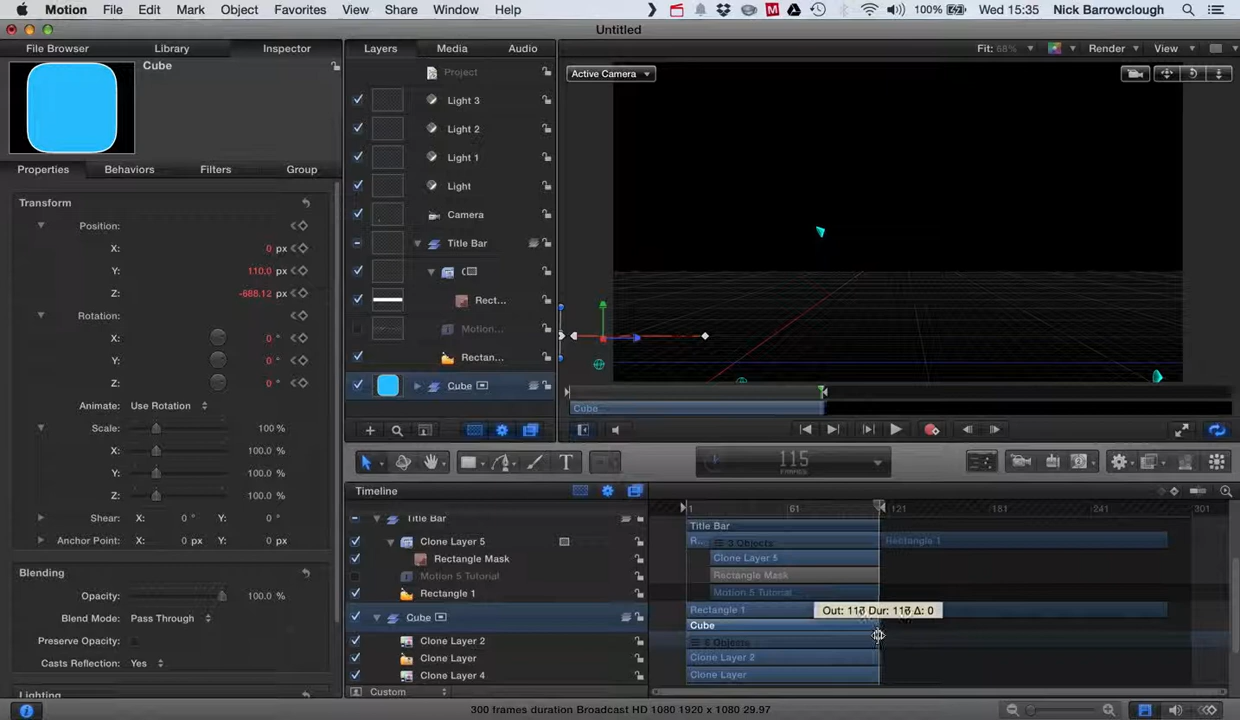 Motion File Edit Mark Object Favorites View Share Window Help 100% Wed 15:35 Nick Barrowclough
Untitled
File Browser Library Inspector Layers Media Audio Fit: 68% Render View
Cube
Project
Active Camera
Light 3
Light 2
Light 1
Light
Camera
Title Bar
Rect...
Motion...
Rectan...
Cube
Properties Behaviors Filters Group
Transform
Position:
X: 0 px
Y: 110.0 px
Z: -688.12 px
Rotation:
X: 0 °
Y: 0 °
Z: 0 °
Animate: Use Rotation
Scale: 100 %
X: 100.0 %
Y: 100.0 %
Z: 100.0 %
Shear: X: 0 ° Y: 0 °
Anchor Point: X: 0 px Y: 0 px
Blending
Opacity: 100.0 %
Blend Mode: Pass Through
Preserve Opacity:
Casts Reflection: Yes
Lighting
Cube
115
FRAMES
Timeline
1 61 121 181 241 301
Title Bar
Clone Layer 5
Rectangle Mask
Motion 5 Tutorial
Rectangle 1
Cube
Clone Layer 2
Clone Layer
Clone Layer 4
Custom
Title Bar
R... 3 Objects Rectangle 1
Clone Layer 5
Rectangle Mask
Motion 5 Tutorial
Rectangle 1
Cube
Objects
Clone Layer 2
Clone Layer
300 frames duration Broadcast HD 1080 1920 x 1080 29.97